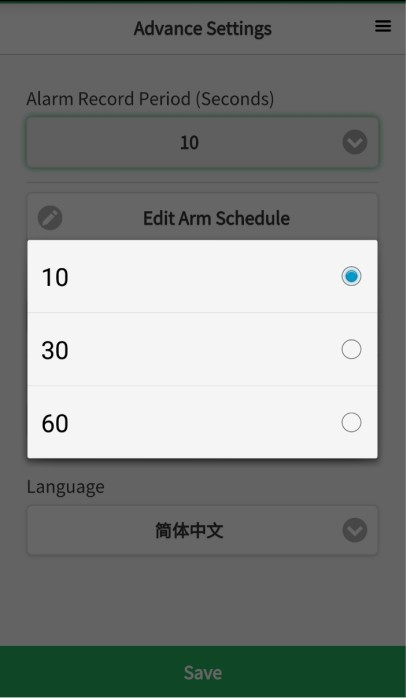 Advance Settings
Alarm Record Period (Seconds)
10
Edit Arm Schedule
10
30
60
Language
简体中文
Save